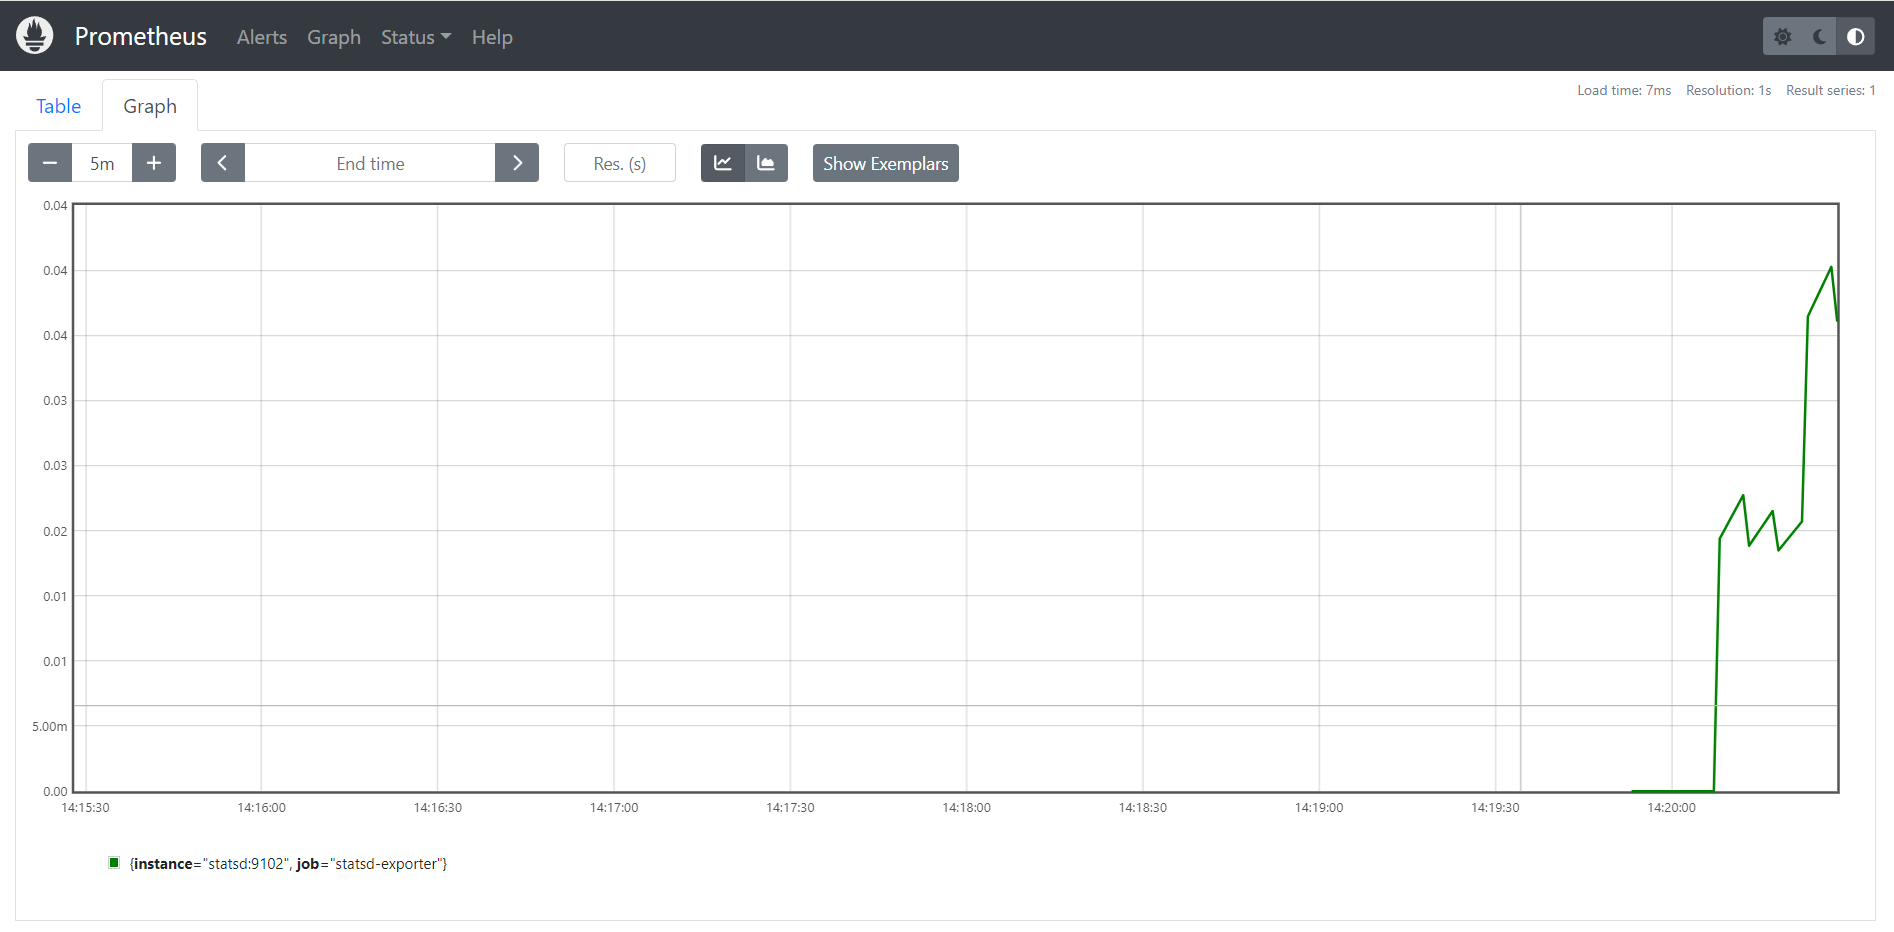 Prometheus Alerts Graph Status Help
Table Graph
Load time: 7ms Resolution: 1s Result series: 1
5m End time Res. (s) Show Exemplars
0.04
0.04
0.04
0.03
0.03
0.02
0.01
0.01
5.00m
0.00
14:15:30 14:16:00 14:16:30 14:17:00 14:17:30 14:18:00 14:18:30 14:19:00 14:19:30 14:20:00
{instance="statsd:9102", job="statsd-exporter"}